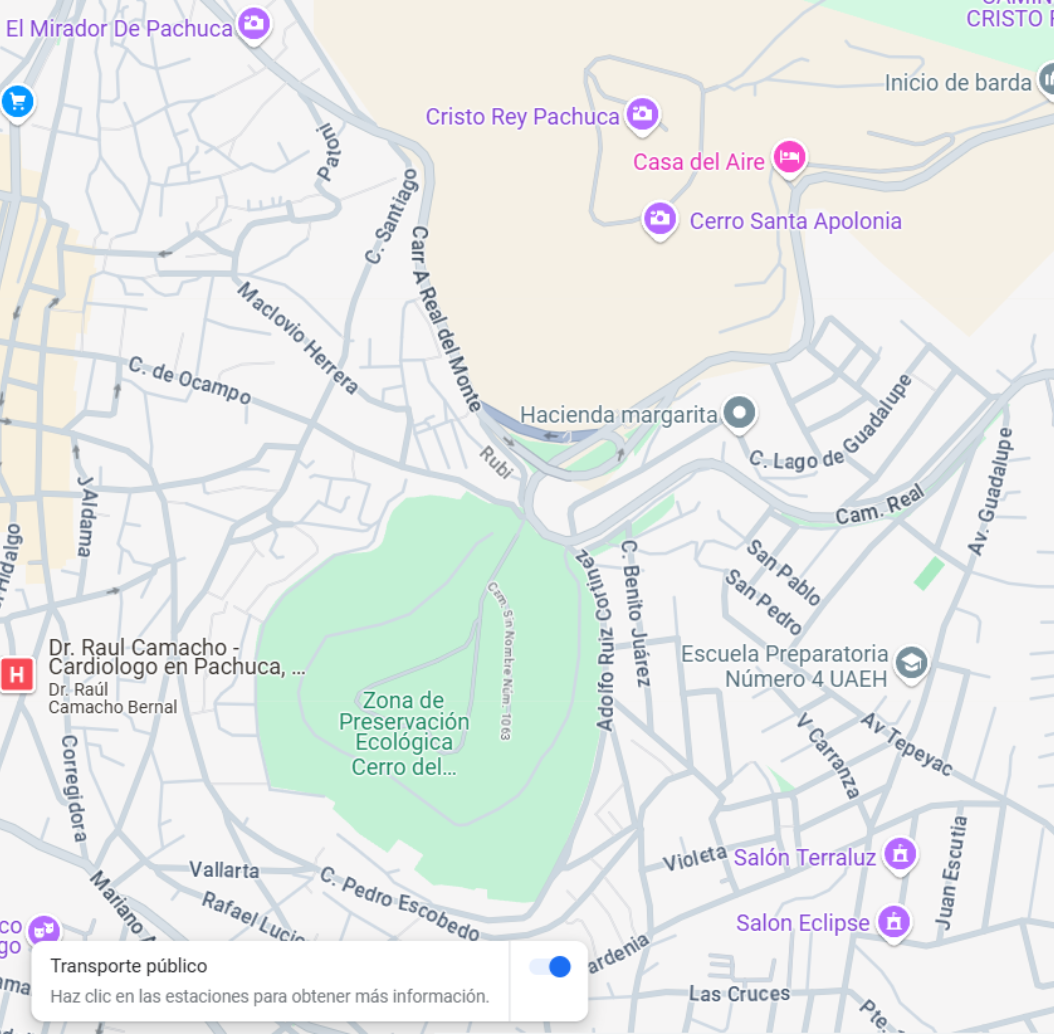 El Mirador De Pachuca
CRISTO
Inicio de barda
Cristo Rey Pachuca
Casa del Aire
Cerro Santa Apolonia
Patoni
C. Santiago
Carr A Real del Monte
Maclovio Herrera
C. de Ocampo
Hacienda margarita
Rubi
C. Lago de Guadalupe
Cam. Real
Av. Guadalupe
J Aldama
Hidalgo
San Pablo
San Pedro
C. Benito Juárez
Adolfo Ruiz Cortinez
Cam. Sin Nombre Núm. 1063
Dr. Raul Camacho -
Cardiologo en Pachuca, ...
Dr. Raúl
Camacho Bernal
Escuela Preparatoria
Número 4 UAEH
Zona de
Preservación
Ecológica
Cerro del...
V Carranza
Av Tepeyac
Corregidora
Violeta
Salón Terraluz
Juan Escutia
Vallarta
C. Pedro Escobedo
Rafael Lucio
Mariano
Salon Eclipse
co
go
ardenia
Las Cruces
Pte.
H
Transporte público
Haz clic en las estaciones para obtener más información.